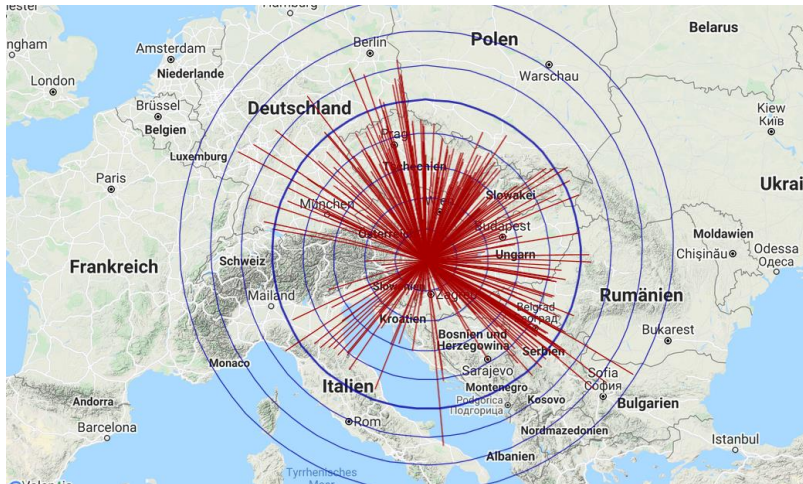 Amsterdam
Berlin
Polen
Belarus
ngham
Niederlande
Warschau
London
Brüssel
Deutschland
Kiew
Київ
Belgien
Prag
Luxemburg
Tschechien
Paris
Slowakei
Ukrai
München
Budapest
Österreich
Moldawien
Schweiz
Ungarn
Chișinău
Odessa
Одеса
Frankreich
Slowenien
Mailand
Zagreb
Rumänien
Belgrad
Kroatien
Bosnien und
Herzegowina
Bukarest
Serbien
Monaco
Sarajevo
Sofia
София
Italien
Montenegro
Andorra
Podgorica
Подгорица
Kosovo
Bulgarien
Barcelona
Rom
Nordmazedonien
Istanbul
Albanien
Tyrrhenisches